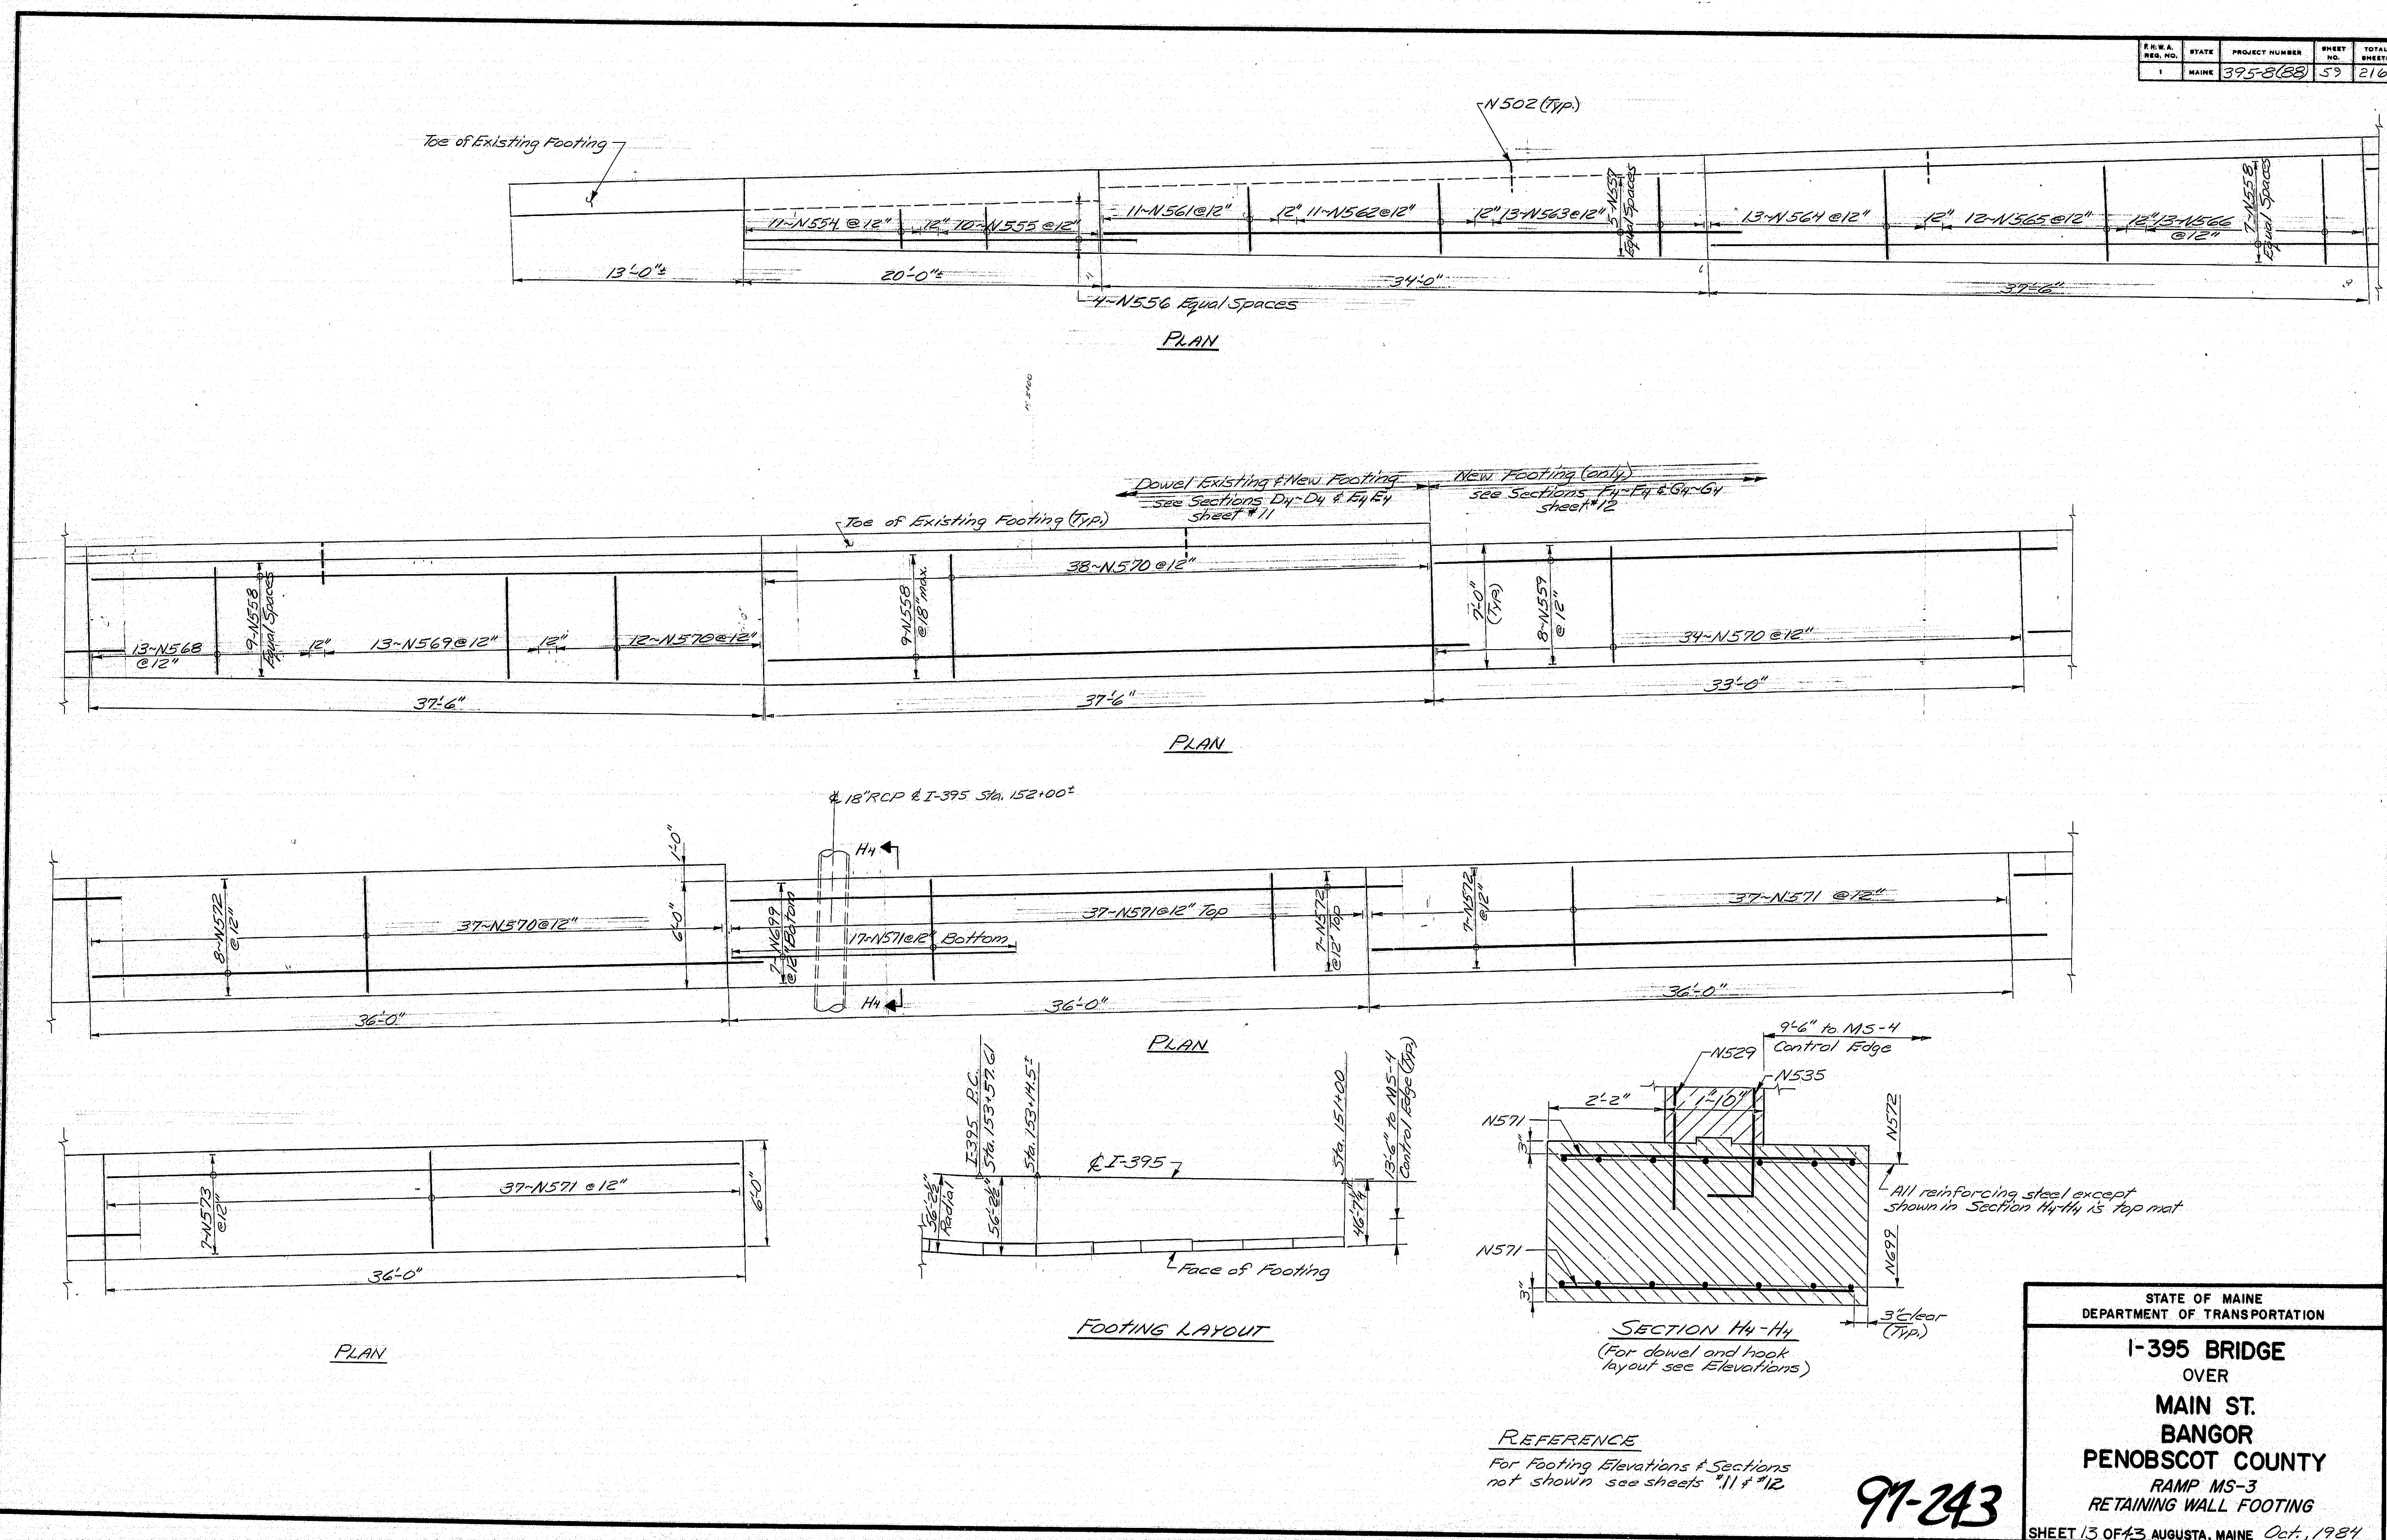 F.H.W.A. REG. NO. STATE PROJECT NUMBER SHEET NO. TOTAL SHEETS
1 MAINE 395-8(88) 59 216
N502 (Typ.)
Toe of Existing Footing
11~N554 @ 12" 12" 10~N555 @ 12"
11~N561@12" 12" 11~N562@12" 12" 13~N563@12"
5~N557
Equal Spaces
13~N564 @12" 12" 12~N565@12" 12" 13~N566
@12"
7~N558
Equal Spaces
13'-0"± 20'-0"± 34'-0" 37'-6"
4~N556 Equal Spaces
PLAN
Dowel Existing & New Footing
see Sections D4~D4 & E4E4
sheet #11
New Footing (only)
see Sections F4~F4 & G4~G4
sheet #12
Toe of Existing Footing (Typ.)
13~N568
@12"
9~N558
Equal Spaces
12" 13~N569@12" 12" 12~N570@12"
9~N558
@18" max.
38~N570@12"
7'-0"
(Typ)
8~N559
@12"
34~N570@12"
37'-6" 37'-6" 33'-0"
PLAN
℄ 18"RCP ℄ I-395 Sta. 152+00±
H4
1'-0"
6'-0"
8~N572
@12"
37~N570@12"
7~N699
@12" Bottom
37~N571@12" Top
17~N571@12" Bottom
7~N572
@12" Top
7~N572
@12"
37~N571 @12"
H4
36'-0" 36'-0" 36'-0"
PLAN
7~N573
@12"
37~N571 @12"
6'-0"
36'-0"
PLAN
I-395 P.C.
Sta. 153+57.61
Sta. 153+14.5±
℄ I-395
Sta. 151+00
13'-6" to MS-4
Control Edge (Typ.)
56'-2½"
Radial
56'-2½"
46'-7¼"
Face of Footing
FOOTING LAYOUT
9'-6" to MS-4
Control Edge
N529
N535
2'-2" 1'-10"
N571
3"
N572
All reinforcing steel except
shown in Section H4-H4 is top mat
N571
3"
N699
3" clear
(Typ.)
SECTION H4-H4
(For dowel and hook
layout see Elevations)
REFERENCE
For Footing Elevations & Sections
not shown see sheets #11 & #12
97-243
STATE OF MAINE
DEPARTMENT OF TRANSPORTATION
I-395 BRIDGE
OVER
MAIN ST.
BANGOR
PENOBSCOT COUNTY
RAMP MS-3
RETAINING WALL FOOTING
SHEET 13 OF 43 AUGUSTA, MAINE Oct., 1984